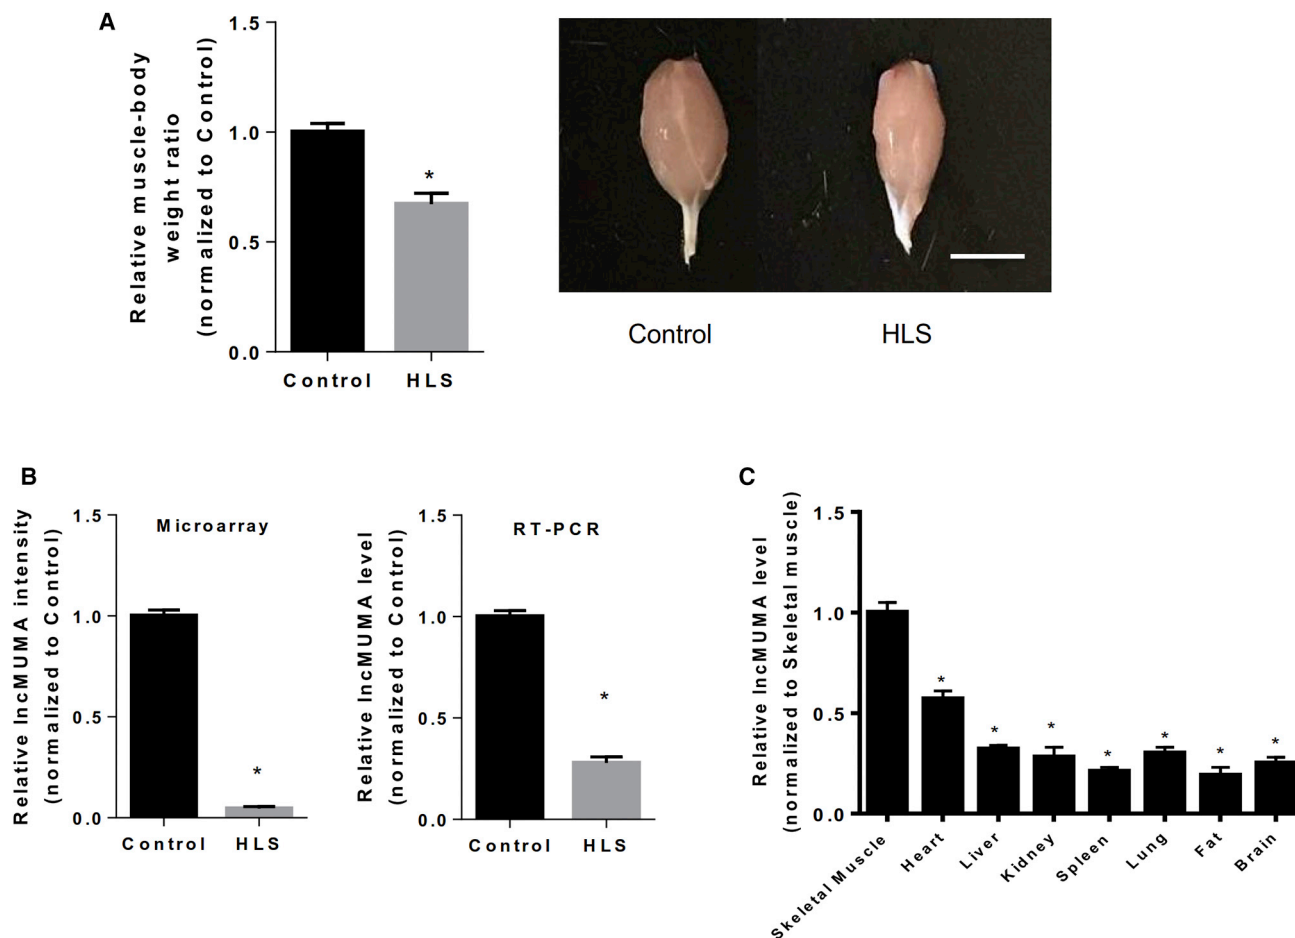 A
Relative muscle-body
weight ratio
(normalized to Control)
1.5
1.0
0.5
0.0
*
Control
HLS
Control
HLS
B
Relative lncMUMA intensity
(normalized to Control)
1.5
1.0
0.5
0.0
Microarray
*
Control
HLS
Relative lncMUMA level
(normalized to Control)
1.5
1.0
0.5
0.0
RT-PCR
*
Control
HLS
C
Relative lncMUMA level
(normalized to Skeletal muscle)
1.5
1.0
0.5
0.0
*
*
*
*
*
*
*
Skeletal Muscle
Heart
Liver
Kidney
Spleen
Lung
Fat
Brain